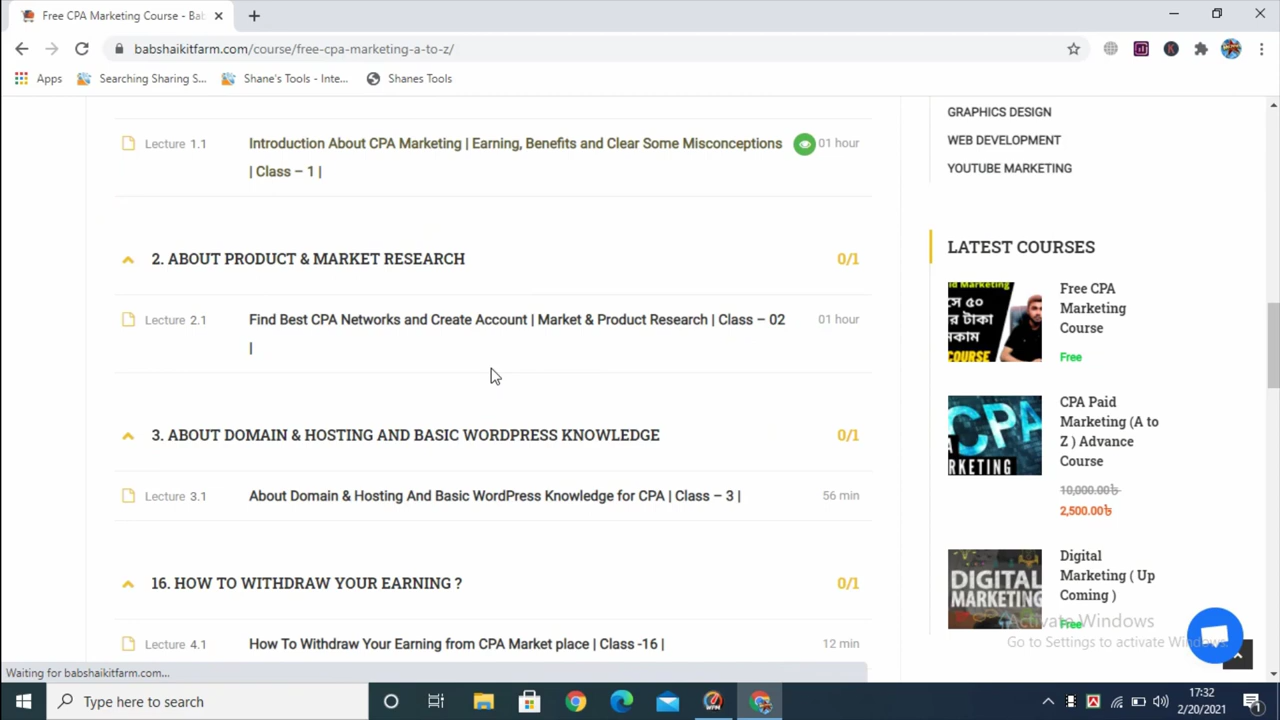 Free CPA Marketing Course - Bab
babshaikitfarm.com/course/free-cpa-marketing-a-to-z/
Apps
Searching Sharing S...
Shane's Tools - Inte...
Shanes Tools
Lecture 1.1
Introduction About CPA Marketing | Earning, Benefits and Clear Some Misconceptions
| Class – 1 |
01 hour
2. ABOUT PRODUCT & MARKET RESEARCH
0/1
Lecture 2.1
Find Best CPA Networks and Create Account | Market & Product Research | Class – 02
|
01 hour
3. ABOUT DOMAIN & HOSTING AND BASIC WORDPRESS KNOWLEDGE
0/1
Lecture 3.1
About Domain & Hosting And Basic WordPress Knowledge for CPA | Class – 3 |
56 min
16. HOW TO WITHDRAW YOUR EARNING ?
0/1
Lecture 4.1
How To Withdraw Your Earning from CPA Market place | Class -16 |
12 min
GRAPHICS DESIGN
WEB DEVELOPMENT
YOUTUBE MARKETING
LATEST COURSES
id Marketing
সে ৫০
র টাকা
নকাম
COURSE
Free CPA
Marketing
Course
Free
CPA
RKETING
CPA Paid
Marketing (A to
Z ) Advance
Course
10,000.00৳
2,500.00৳
DIGITAL
MARKETING
Digital
Marketing ( Up
Coming )
Free
Activate Windows
Go to Settings to activate Windows.
Waiting for babshaikitfarm.com...
Type here to search
17:32
2/20/2021
1